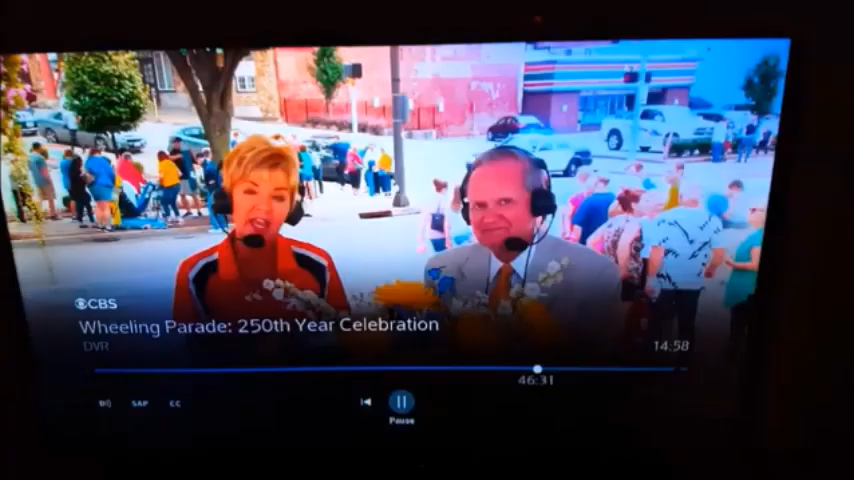 CBS
Wheeling Parade: 250th Year Celebration
DVR
14:58
46:31
SAP
CC
Pause